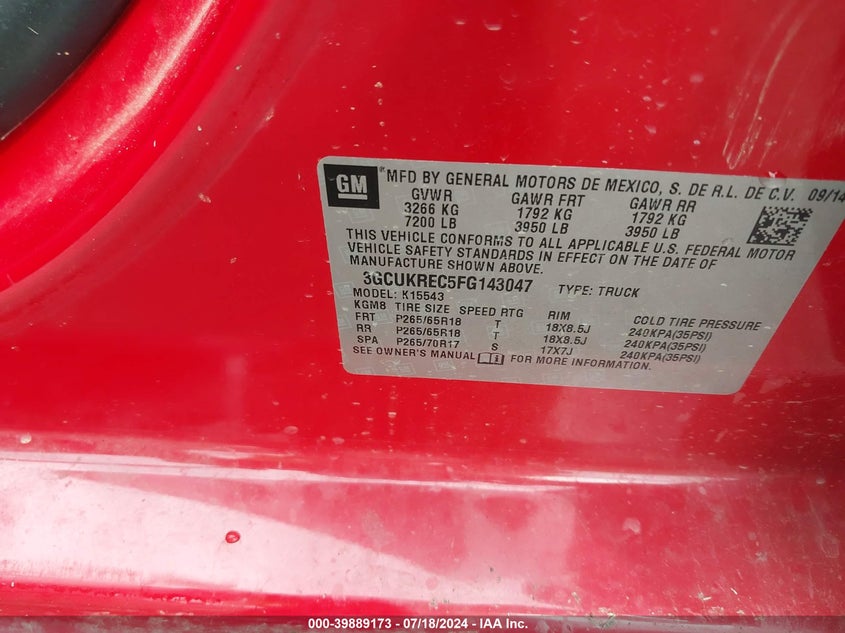 GM ® MFD BY GENERAL MOTORS DE MEXICO, S. DE R.L. DE C.V. 09/14
GVWR GAWR FRT GAWR RR
3266 KG 1792 KG 1792 KG
7200 LB 3950 LB 3950 LB
THIS VEHICLE CONFORMS TO ALL APPLICABLE U.S. FEDERAL MOTOR
VEHICLE SAFETY STANDARDS IN EFFECT ON THE DATE OF
MANUFACTURE SHOWN ABOVE.
3GCUKREC5FG143047 TYPE: TRUCK
MODEL: K15543
KGM8 TIRE SIZE SPEED RTG RIM COLD TIRE PRESSURE
FRT P265/65R18 T 18X8.5J 240KPA(35PSI)
RR P265/65R18 T 18X8.5J 240KPA(35PSI)
SPA P265/70R17 S 17X7J 240KPA(35PSI)
SEE OWNER'S MANUAL FOR MORE INFORMATION.
000-39889173 - 07/18/2024 - IAA Inc.